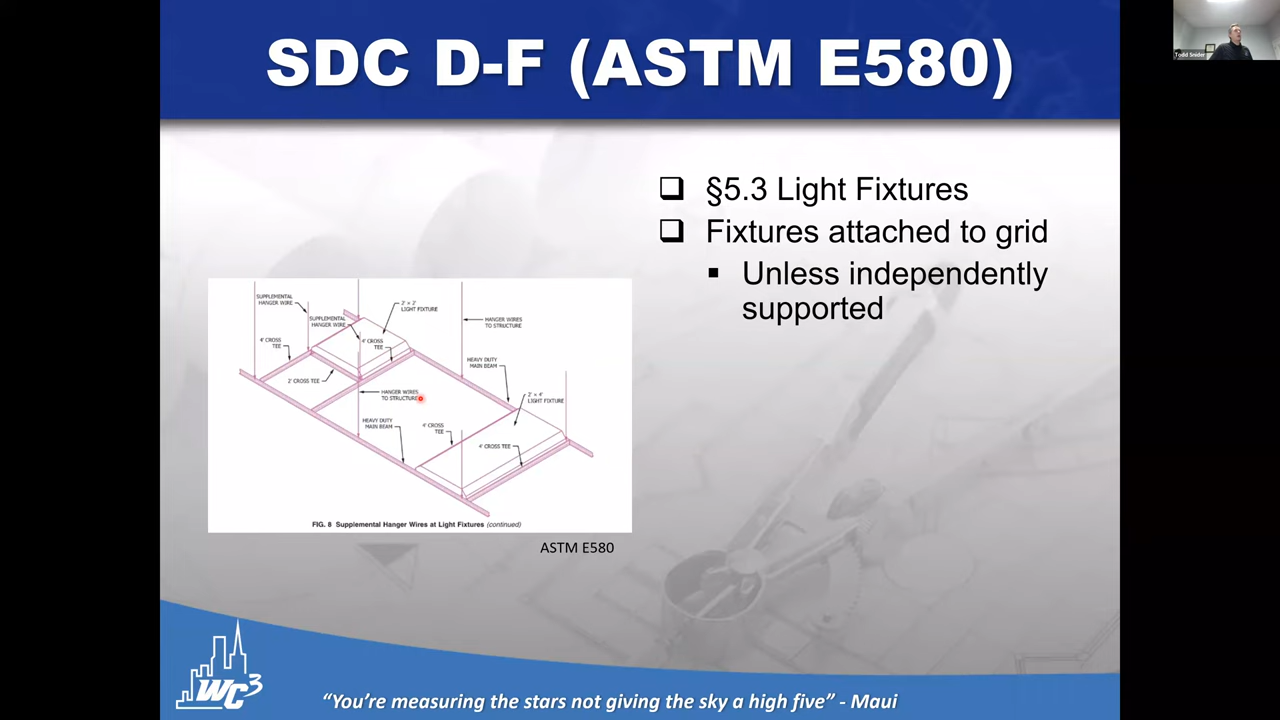 SDC D-F (ASTM E580)
Todd Snider
❑ §5.3 Light Fixtures
❑ Fixtures attached to grid
▪ Unless independently
supported
SUPPLEMENTAL
HANGER WIRE
2' × 2'
LIGHT FIXTURE
SUPPLEMENTAL
HANGER WIRE
HANGER WIRES
TO STRUCTURE
4' CROSS
TEE
4' CROSS
TEE
HEAVY DUTY
MAIN BEAM
2' CROSS TEE
HANGER WIRES
TO STRUCTURE
2' × 4'
LIGHT FIXTURE
HEAVY DUTY
MAIN BEAM
4' CROSS
TEE
4' CROSS TEE
FIG. 8 Supplemental Hanger Wires at Light Fixtures (continued)
ASTM E580
WC3
“You’re measuring the stars not giving the sky a high five” - Maui